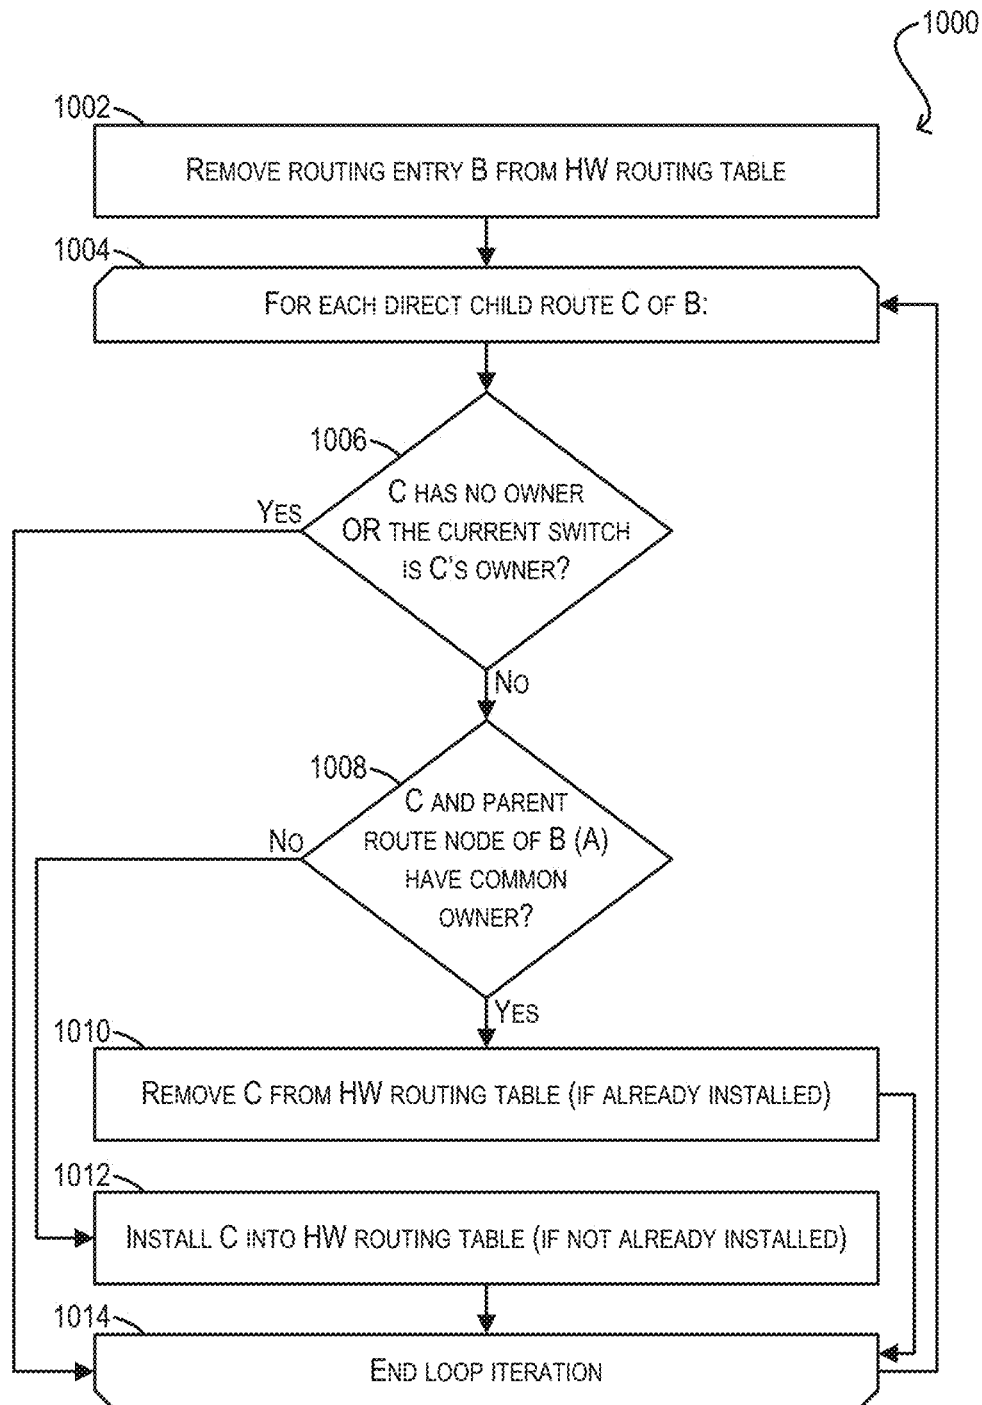 1000
1002
REMOVE ROUTING ENTRY B FROM HW ROUTING TABLE
1004
FOR EACH DIRECT CHILD ROUTE C OF B:
1006
C HAS NO OWNER
OR THE CURRENT SWITCH
IS C'S OWNER?
YES
NO
1008
C AND PARENT
ROUTE NODE OF B (A)
HAVE COMMON
OWNER?
NO
YES
1010
REMOVE C FROM HW ROUTING TABLE (IF ALREADY INSTALLED)
1012
INSTALL C INTO HW ROUTING TABLE (IF NOT ALREADY INSTALLED)
1014
END LOOP ITERATION